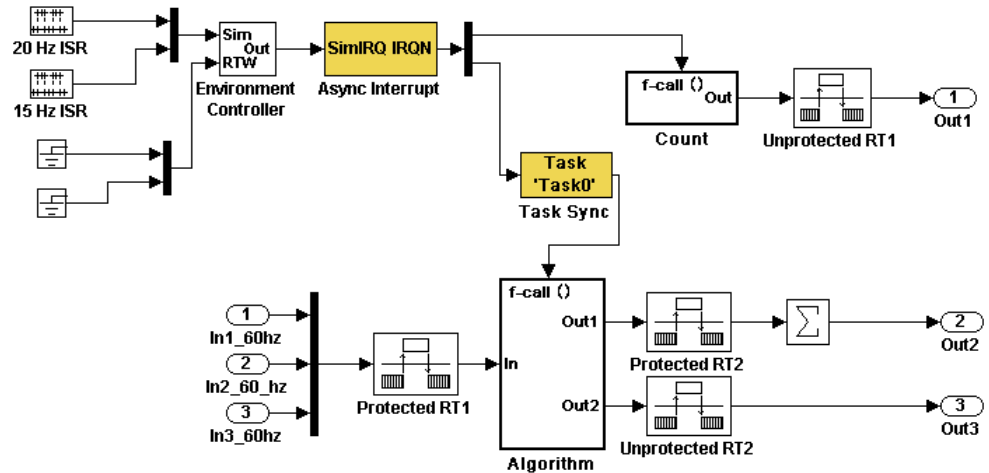 20 Hz ISR
15 Hz ISR
Sim
Out
RTW
Environment
Controller
SimIRQ IRQN
Async Interrupt
f-call ()
Out
Count
Unprotected RT1
1
Out1
Task
'Task0'
Task Sync
1
In1_60hz
2
In2_60_hz
3
In3_60hz
Protected RT1
f-call ()
In
Out1
Out2
Algorithm
Protected RT2
Σ
2
Out2
Unprotected RT2
3
Out3